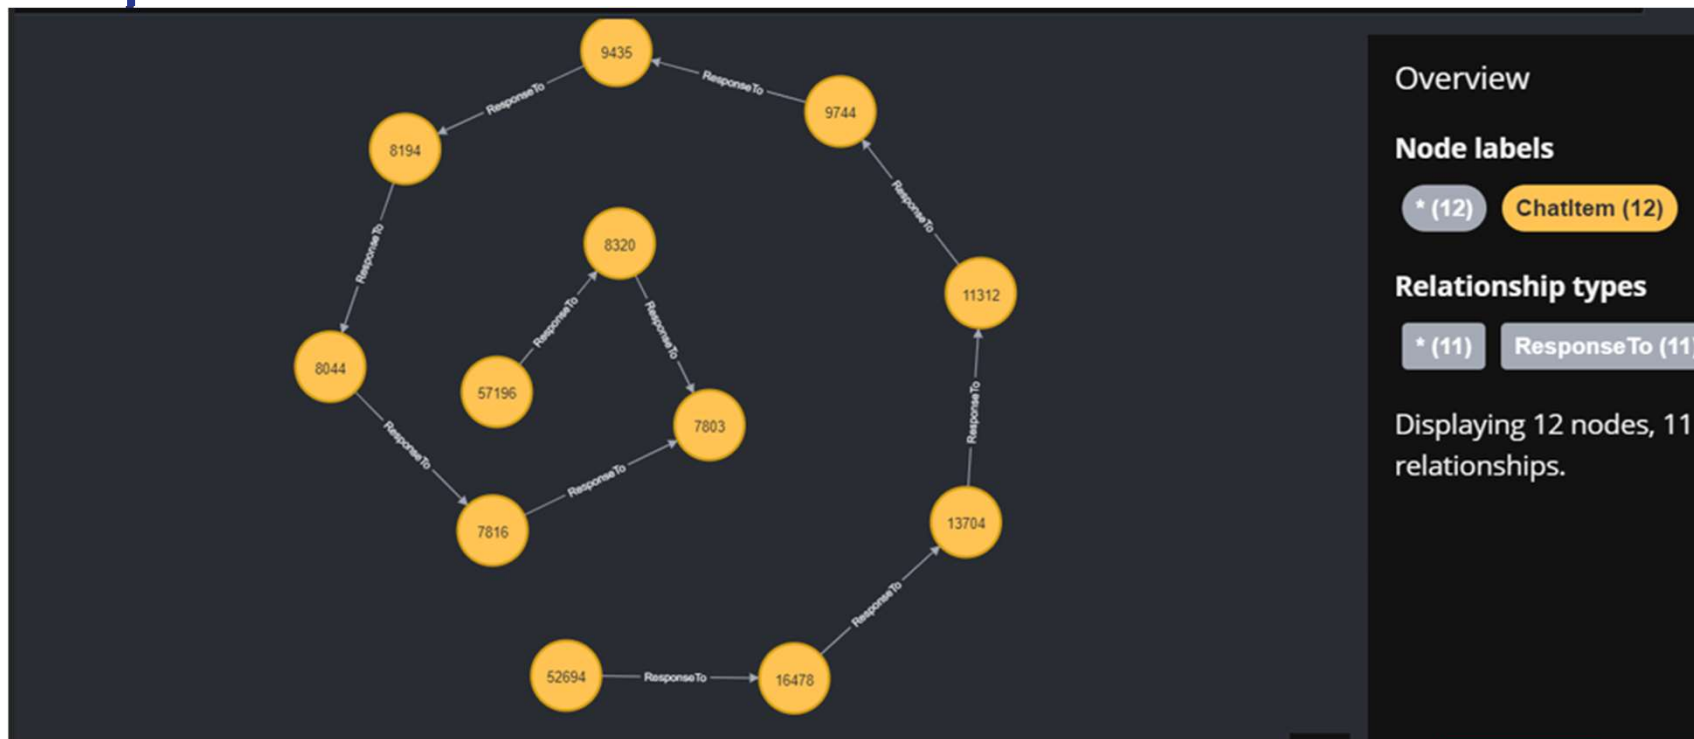 9435
ResponseTo
9744
ResponseTo
8194
ResponseTo
ResponseTo
8320
11312
ResponseTo
ResponseTo
8044
57196
7803
ResponseTo
ResponseTo
ResponseTo
7816
13704
ResponseTo
52694
ResponseTo
16478
Overview
Node labels
* (12) ChatItem (12)
Relationship types
* (11) ResponseTo (11)
Displaying 12 nodes, 11
relationships.